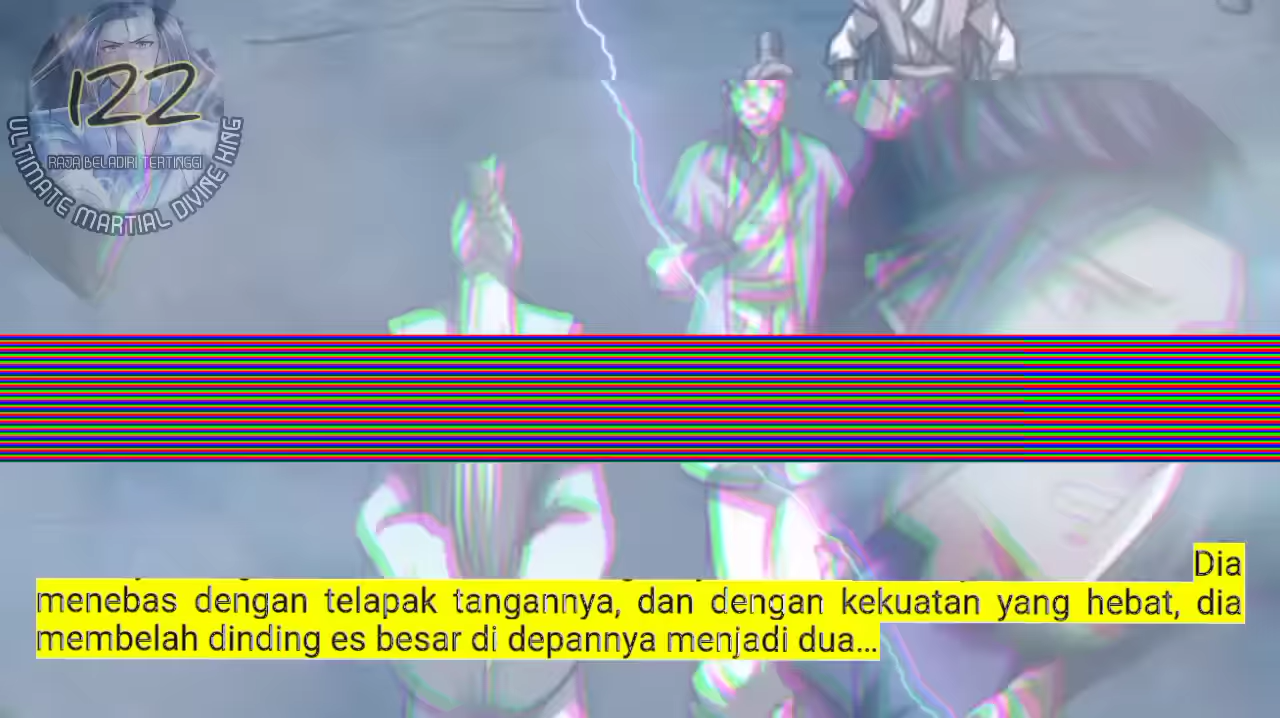 122
RAJA BELADIRI TERTINGGI
ULTIMATE MARTIAL DIVINE KING
Dia
menebas dengan telapak tangannya, dan dengan kekuatan yang hebat, dia
membelah dinding es besar di depannya menjadi dua...